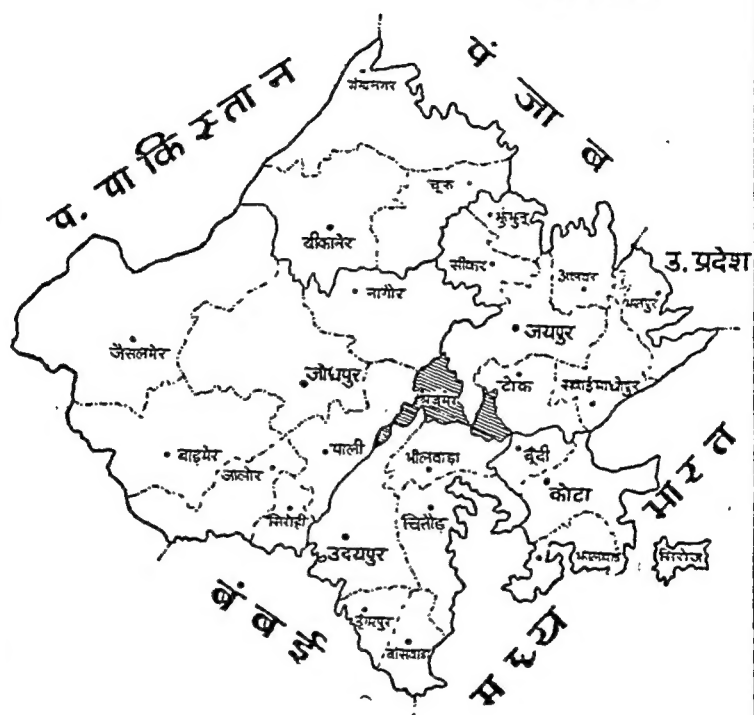 प. पाकिस्तान
पंजाब
उ. प्रदेश
गंगानगर
चूरू
झुंझुनू
बीकानेर
सीकर
अलवर
भरतपुर
नागौर
जयपुर
जैसलमेर
जोधपुर
अजमेर
टोंक
सवाईमाधोपुर
बाड़मेर
जालोर
पाली
भीलवाड़ा
बूंदी
कोटा
सिरोही
चितौड़
उदयपुर
झालावाड़
सिरोंज
डूंगरपुर
बांसवाड़ा
बंबई
मध्य भारत